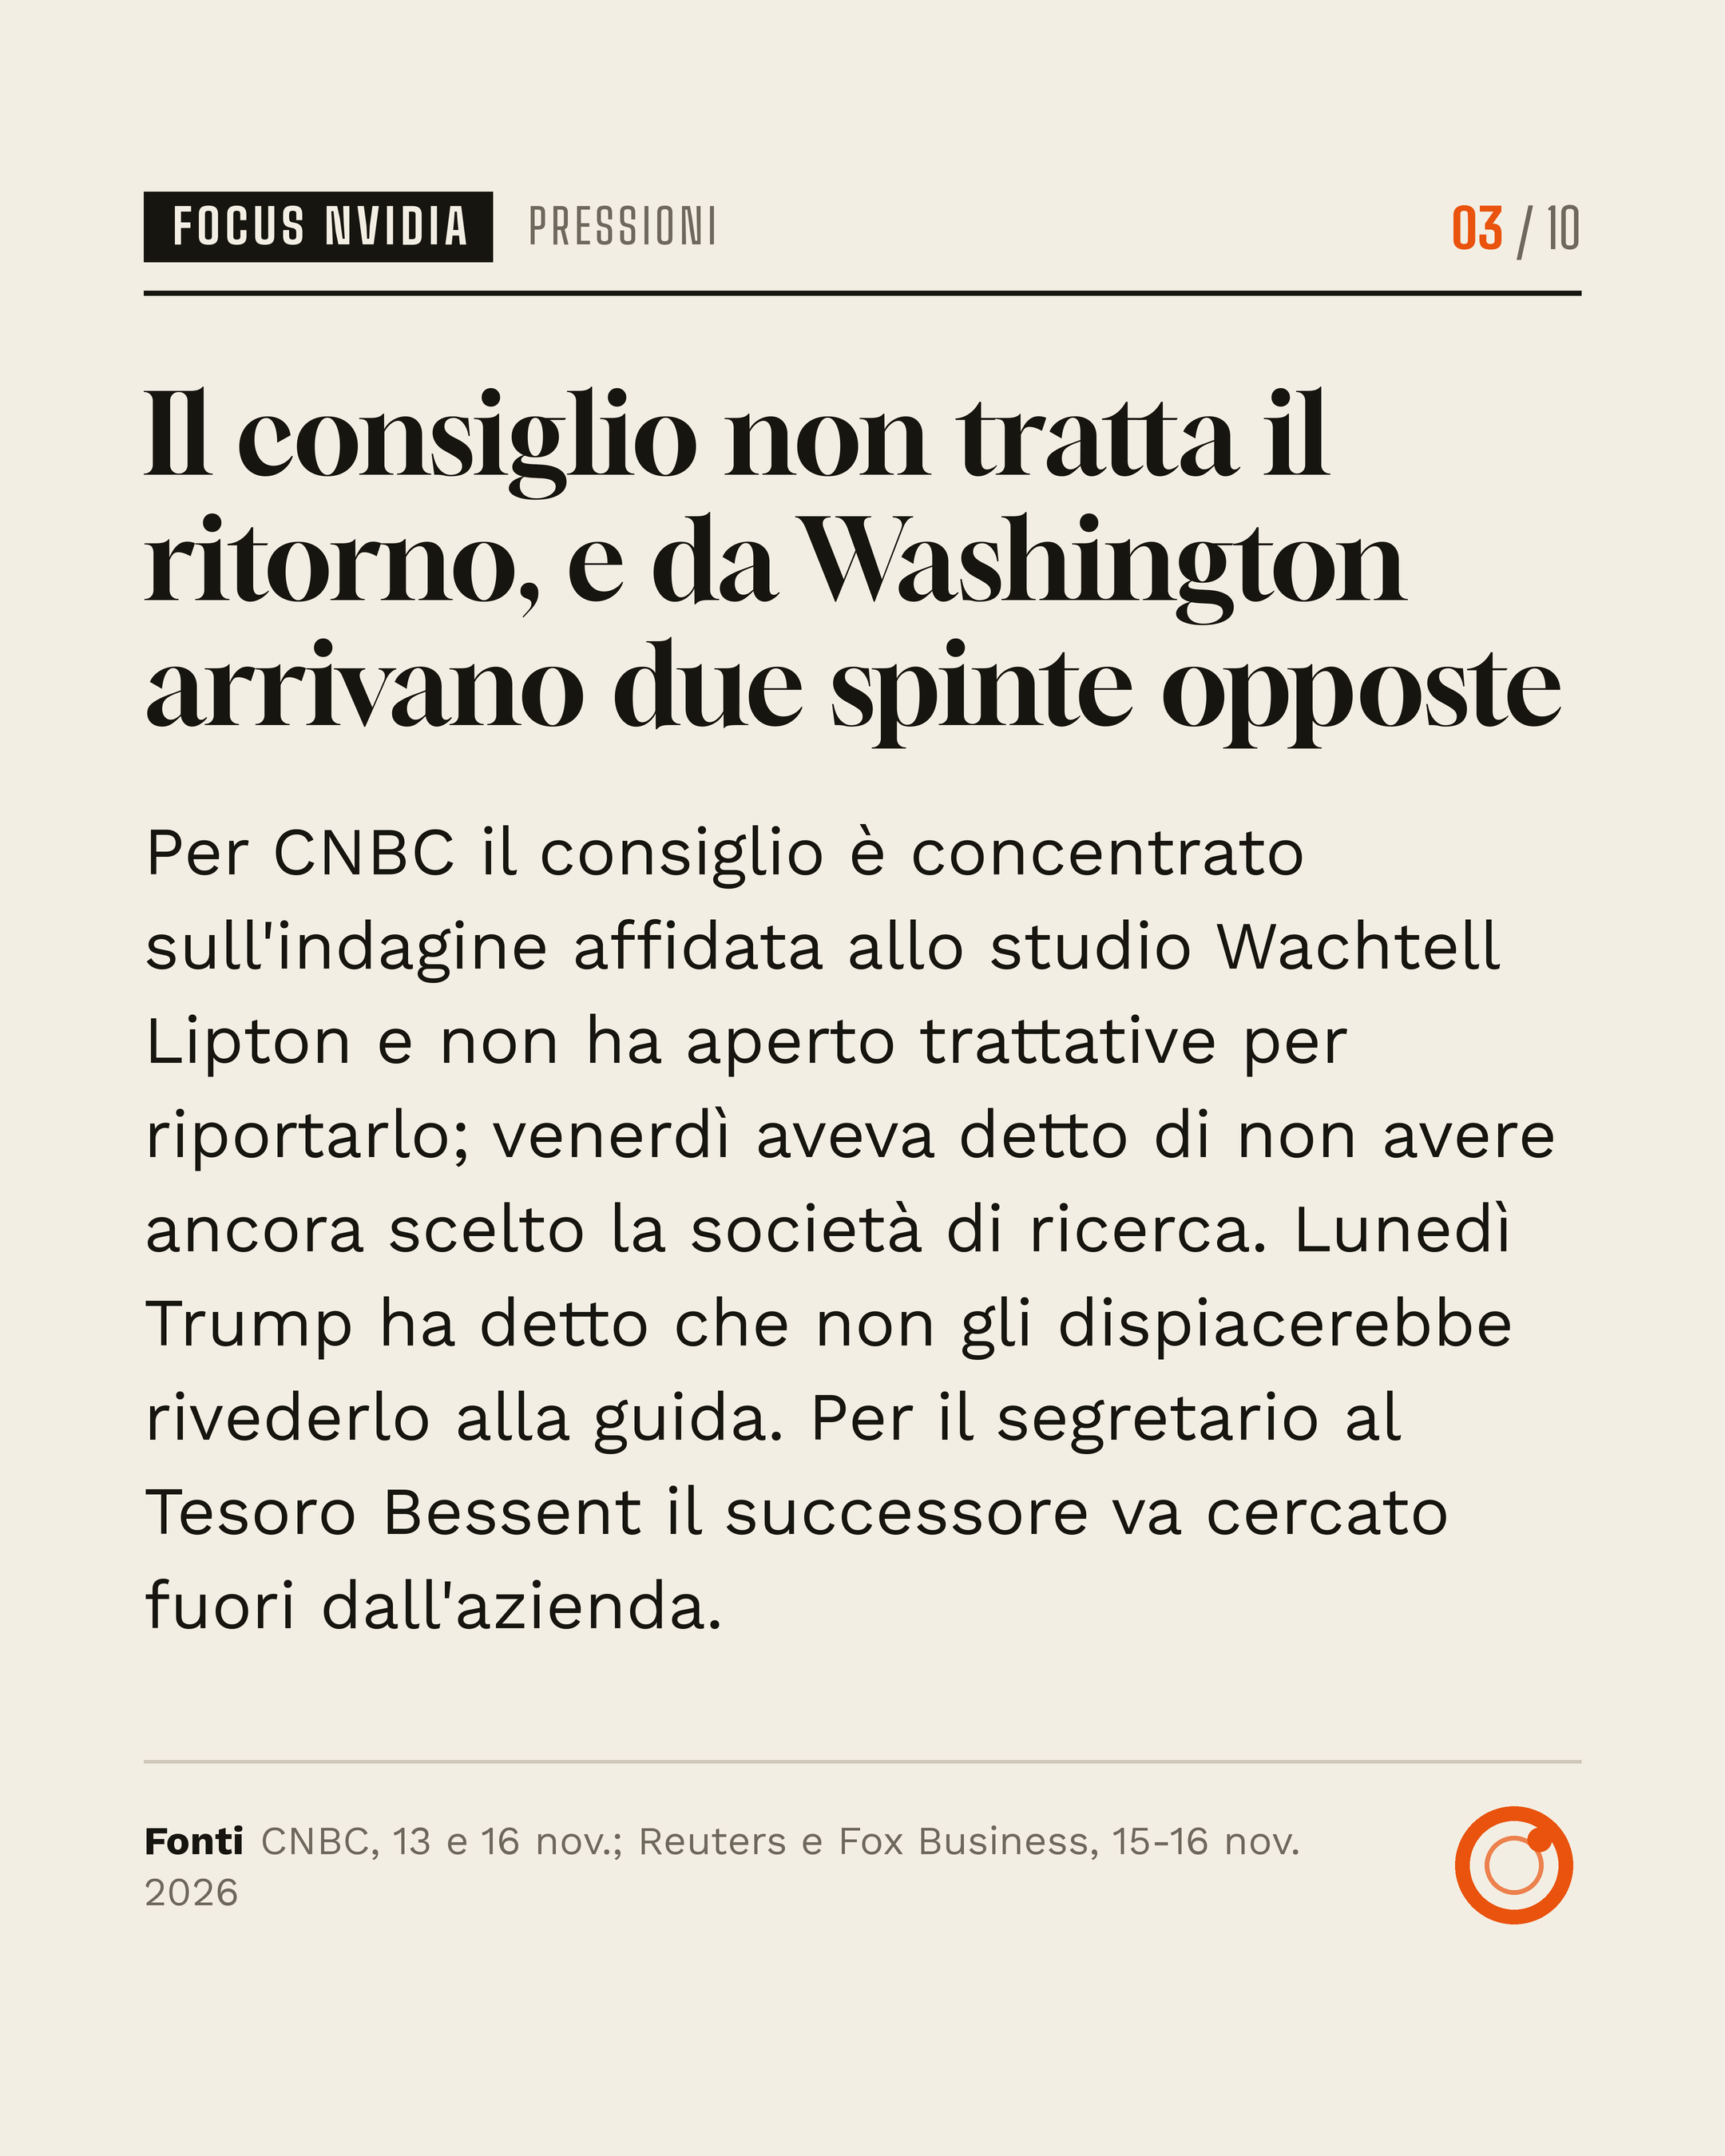 FOCUS NVIDIA PRESSIONI 03 / 10
Il consiglio non tratta il
ritorno, e da Washington
arrivano due spinte opposte
Per CNBC il consiglio è concentrato
sull'indagine affidata allo studio Wachtell
Lipton e non ha aperto trattative per
riportarlo; venerdì aveva detto di non avere
ancora scelto la società di ricerca. Lunedì
Trump ha detto che non gli dispiacerebbe
rivederlo alla guida. Per il segretario al
Tesoro Bessent il successore va cercato
fuori dall'azienda.
Fonti CNBC, 13 e 16 nov.; Reuters e Fox Business, 15-16 nov.
2026